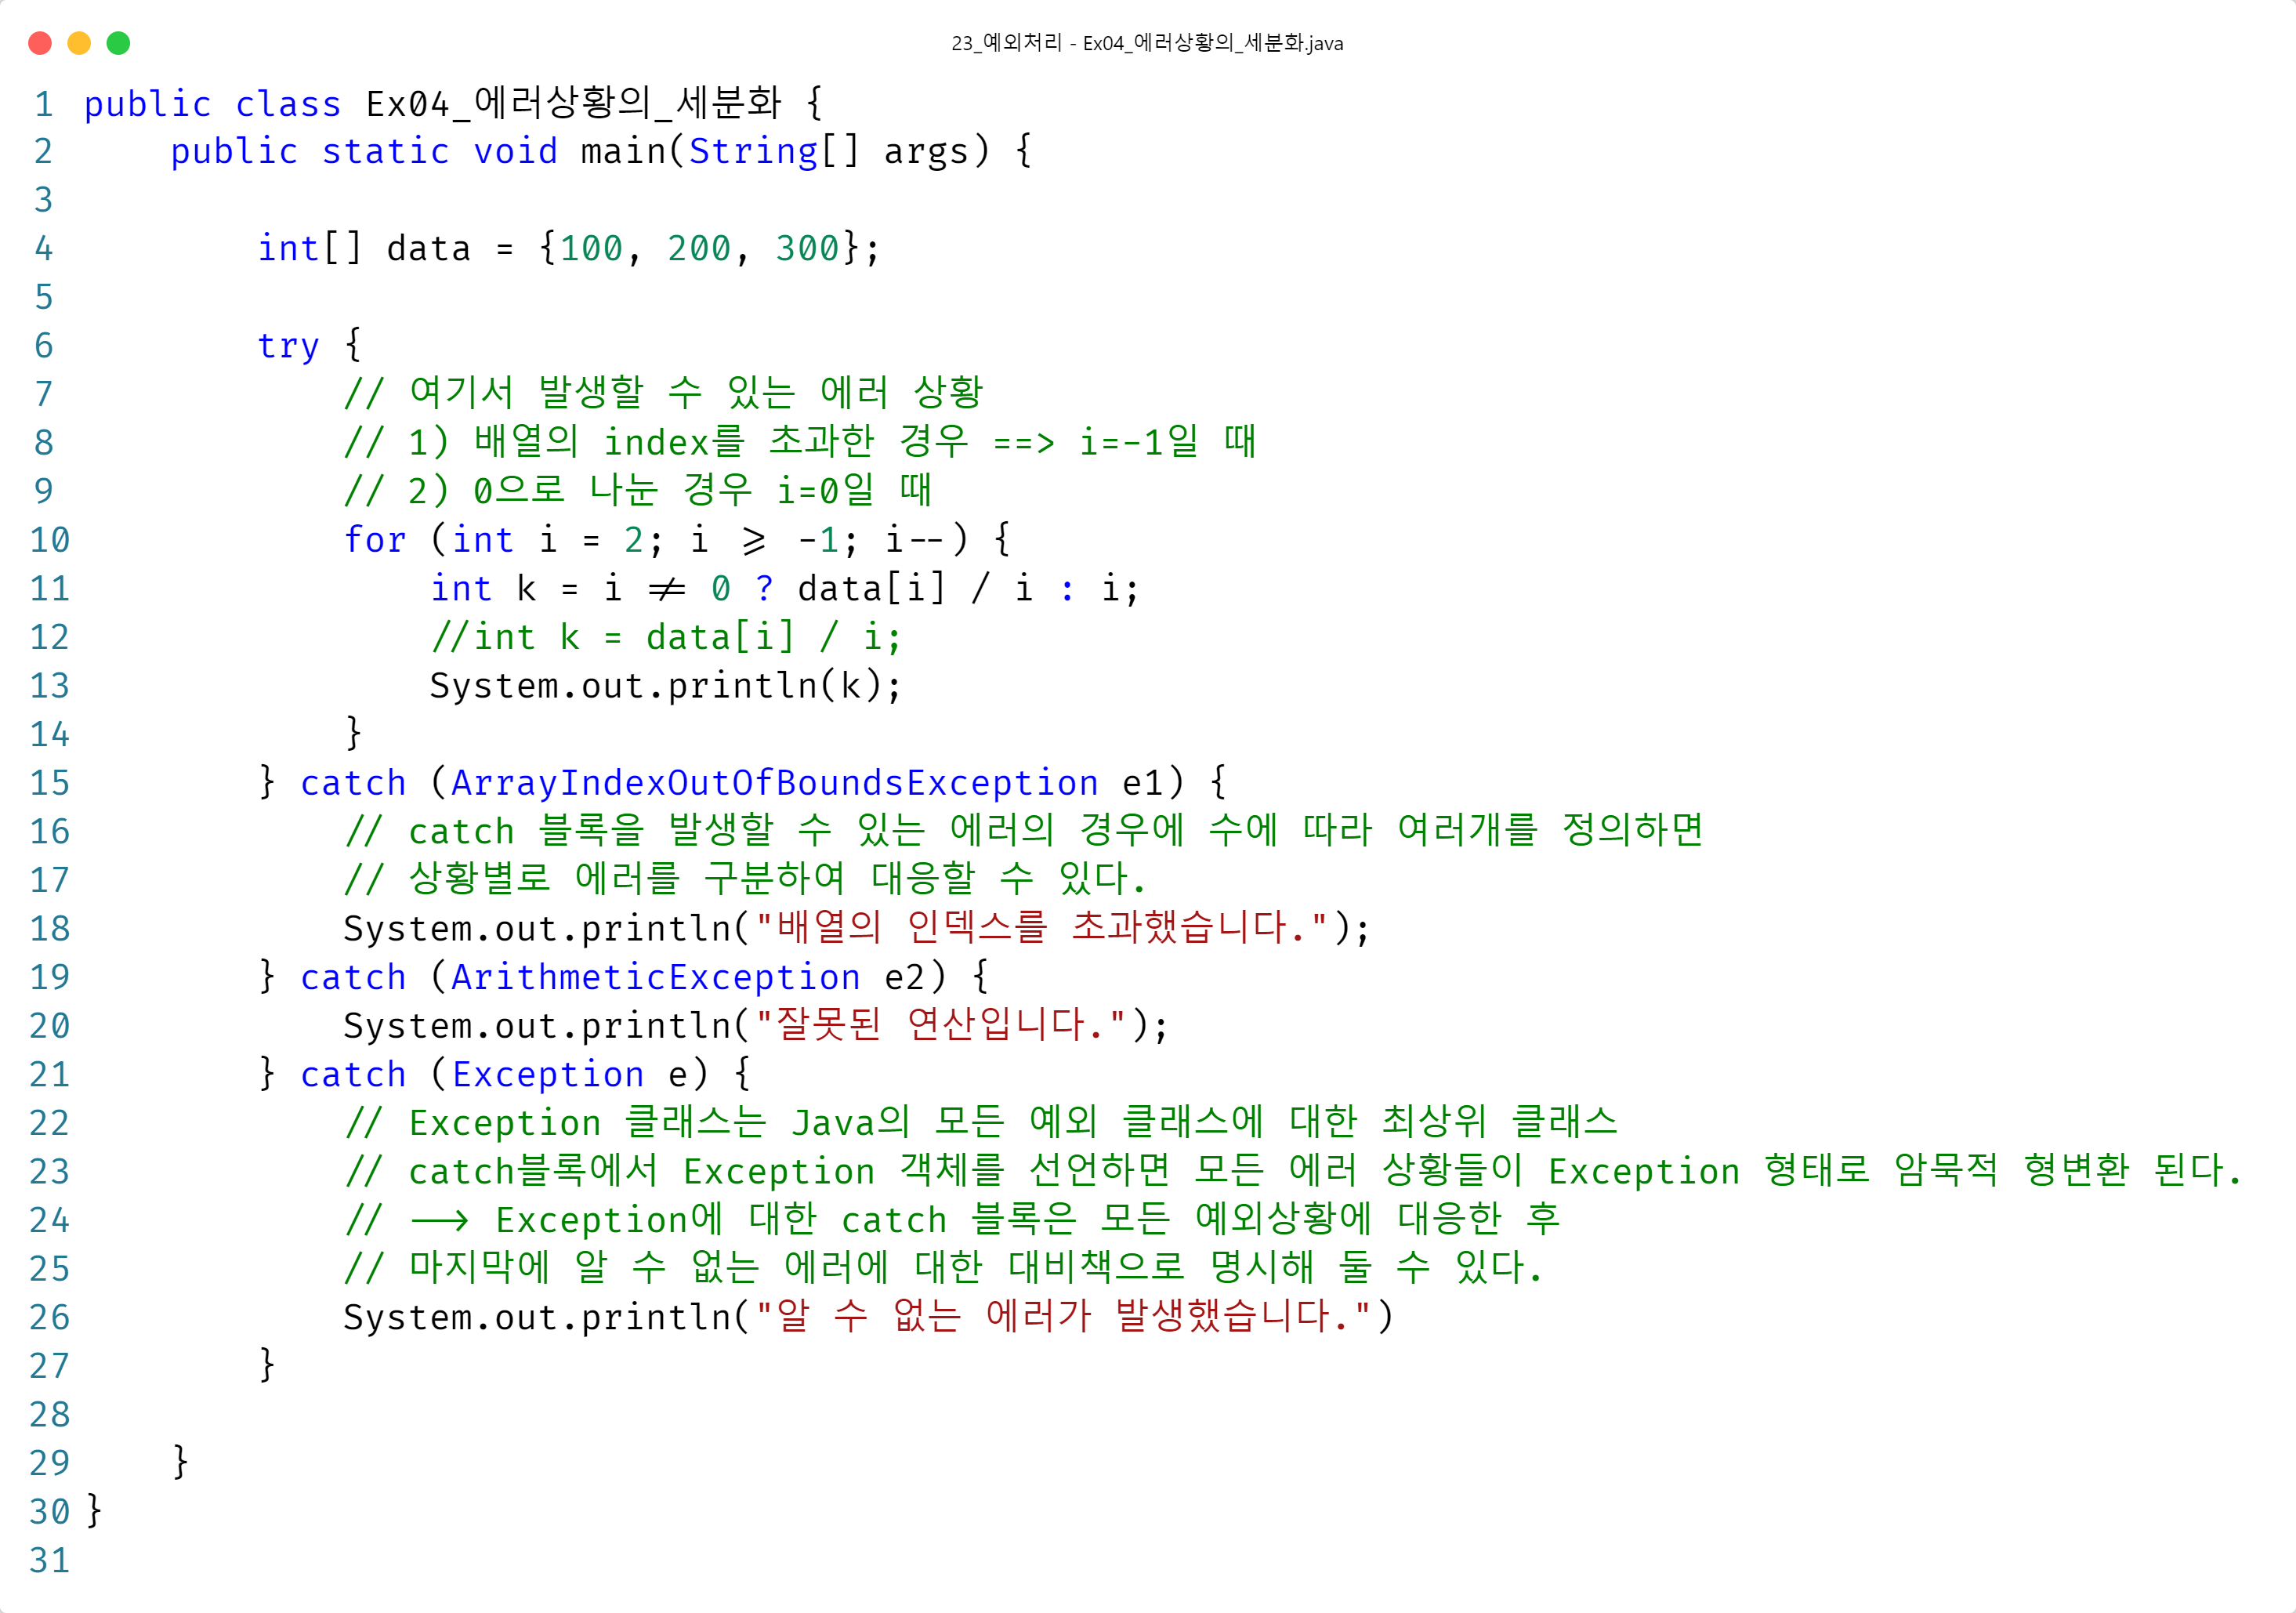 23_예외처리 - Ex04_에러상황의_세분화.java
1 public class Ex04_에러상황의_세분화 {
2     public static void main(String[] args) {
3
4         int[] data = {100, 200, 300};
5
6         try {
7             // 여기서 발생할 수 있는 에러 상황
8             // 1) 배열의 index를 초과한 경우 ==> i=-1일 때
9             // 2) 0으로 나눈 경우 i=0일 때
10             for (int i = 2; i >= -1; i--) {
11                 int k = i != 0 ? data[i] / i : i;
12                 //int k = data[i] / i;
13                 System.out.println(k);
14             }
15         } catch (ArrayIndexOutOfBoundsException e1) {
16             // catch 블록을 발생할 수 있는 에러의 경우에 수에 따라 여러개를 정의하면
17             // 상황별로 에러를 구분하여 대응할 수 있다.
18             System.out.println("배열의 인덱스를 초과했습니다.");
19         } catch (ArithmeticException e2) {
20             System.out.println("잘못된 연산입니다.");
21         } catch (Exception e) {
22             // Exception 클래스는 Java의 모든 예외 클래스에 대한 최상위 클래스
23             // catch블록에서 Exception 객체를 선언하면 모든 에러 상황들이 Exception 형태로 암묵적 형변환 된다.
24             // --> Exception에 대한 catch 블록은 모든 예외상황에 대응한 후
25             // 마지막에 알 수 없는 에러에 대한 대비책으로 명시해 둘 수 있다.
26             System.out.println("알 수 없는 에러가 발생했습니다.")
27         }
28
29     }
30 }
31